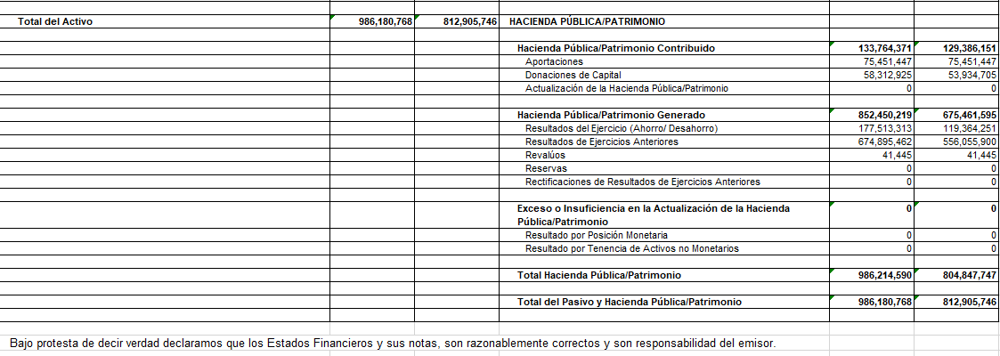 Total del Activo 986,180,768 812,905,746 HACIENDA PÚBLICA/PATRIMONIO
Hacienda Pública/Patrimonio Contribuido 133,764,371 129,386,151
Aportaciones 75,451,447 75,451,447
Donaciones de Capital 58,312,925 53,934,705
Actualización de la Hacienda Pública/Patrimonio 0 0
Hacienda Pública/Patrimonio Generado 852,450,219 675,461,595
Resultados del Ejercicio (Ahorro/ Desahorro) 177,513,313 119,364,251
Resultados de Ejercicios Anteriores 674,895,462 556,055,900
Revalúos 41,445 41,445
Reservas 0 0
Rectificaciones de Resultados de Ejercicios Anteriores 0 0
Exceso o Insuficiencia en la Actualización de la Hacienda 0 0
Pública/Patrimonio
Resultado por Posición Monetaria 0 0
Resultado por Tenencia de Activos no Monetarios 0 0
Total Hacienda Pública/Patrimonio 986,214,590 804,847,747
Total del Pasivo y Hacienda Pública/Patrimonio 986,180,768 812,905,746
Bajo protesta de decir verdad declaramos que los Estados Financieros y sus notas, son razonablemente correctos y son responsabilidad del emisor.